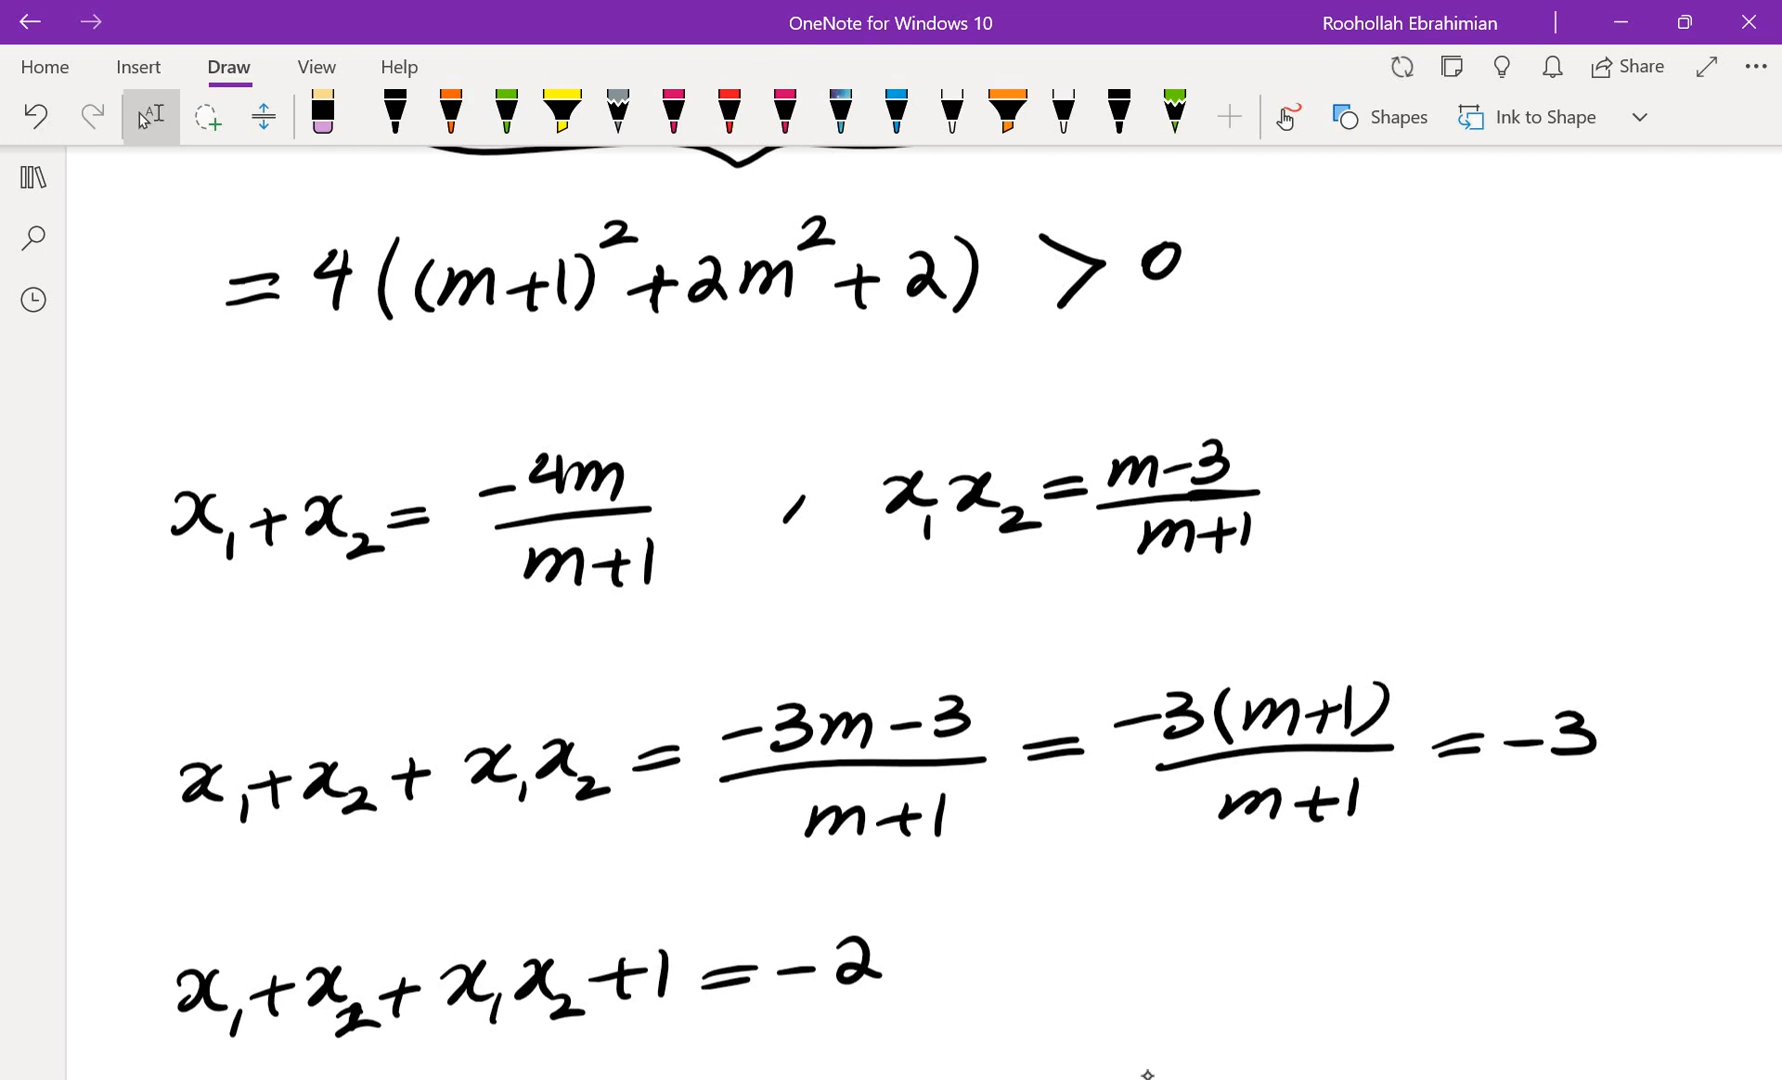 OneNote for Windows 10 Roohollah Ebrahimian
Home Insert Draw View Help Share
Shapes Ink to Shape
= 4((m+1)² + 2m² + 2) > 0
x₁ + x₂ = -4m/(m+1) , x₁x₂ = (m-3)/(m+1)
x₁ + x₂ + x₁x₂ = (-3m-3)/(m+1) = -3(m+1)/(m+1) = -3
x₁ + x₂ + x₁x₂ + 1 = -2